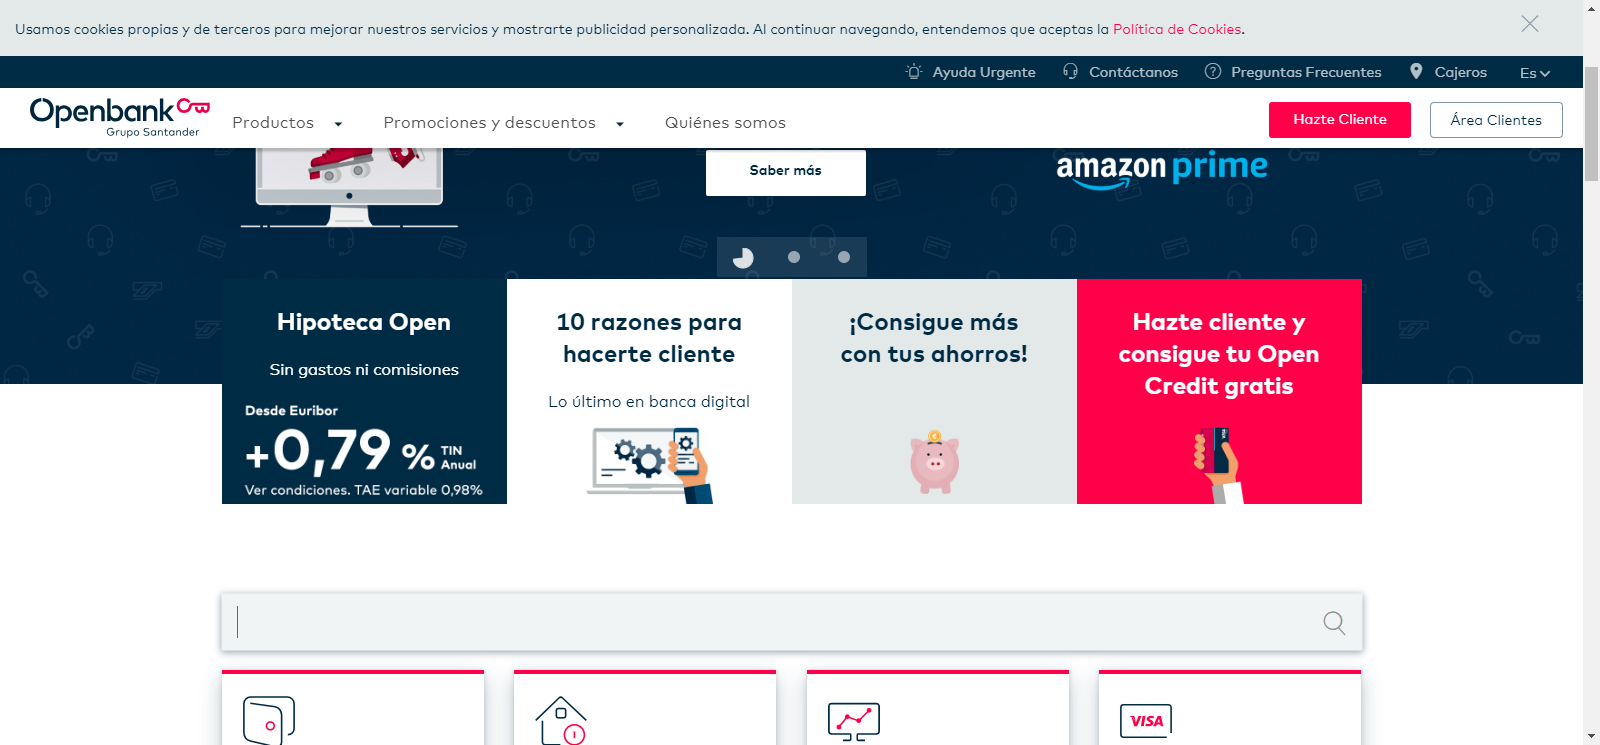 Usamos cookies propias y de terceros para mejorar nuestros servicios y mostrarte publicidad personalizada. Al continuar navegando, entendemos que aceptas la Política de Cookies.
Ayuda Urgente Contáctanos Preguntas Frecuentes Cajeros Es
Openbank
Grupo Santander
Productos Promociones y descuentos Quiénes somos Hazte Cliente Área Clientes
Saber más
amazon prime
Hipoteca Open
Sin gastos ni comisiones
Desde Euribor
+0,79 % TIN
Anual
Ver condiciones. TAE variable 0,98%
10 razones para
hacerte cliente
Lo último en banca digital
¡Consigue más
con tus ahorros!
Hazte cliente y
consigue tu Open
Credit gratis
VISA
VISA